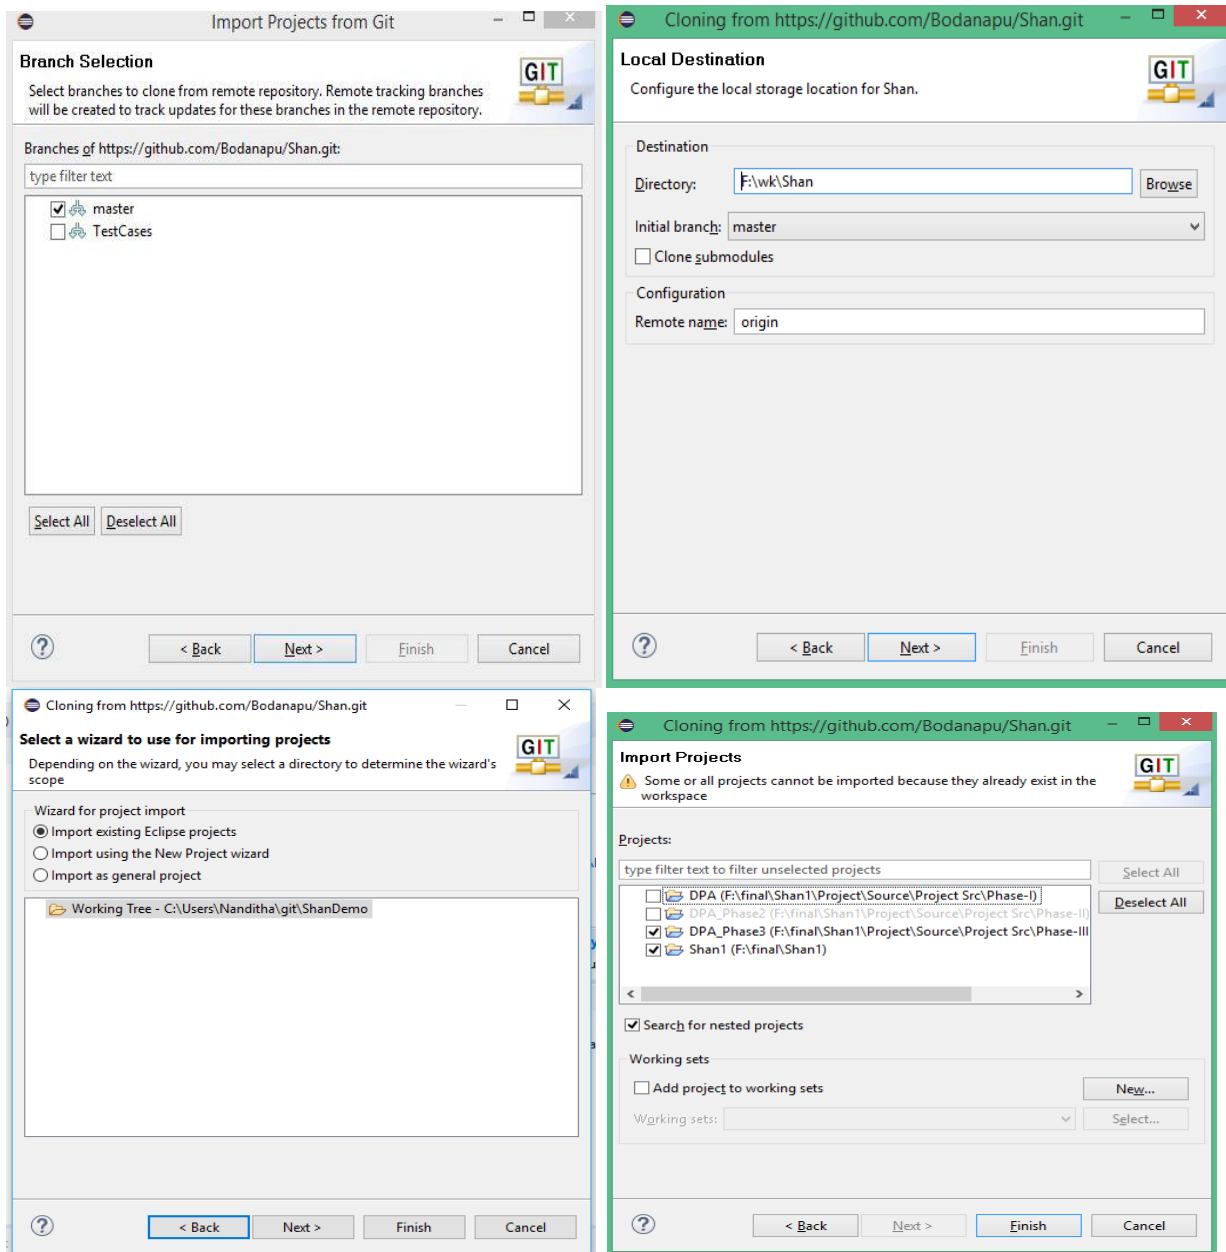 Import Projects from Git
Branch Selection
Select branches to clone from remote repository. Remote tracking branches
will be created to track updates for these branches in the remote repository.
GIT
Branches of https://github.com/Bodanapu/Shan.git:
type filter text
master
TestCases
Select All
Deselect All
< Back
Next >
Finish
Cancel
Cloning from https://github.com/Bodanapu/Shan.git
Local Destination
Configure the local storage location for Shan.
GIT
Destination
Directory:
F:\wk\Shan
Browse
Initial branch:
master
Clone submodules
Configuration
Remote name:
origin
< Back
Next >
Finish
Cancel
Cloning from https://github.com/Bodanapu/Shan.git
Select a wizard to use for importing projects
Depending on the wizard, you may select a directory to determine the wizard's
scope
GIT
Wizard for project import
Import existing Eclipse projects
Import using the New Project wizard
Import as general project
Working Tree - C:\Users\Nanditha\git\ShanDemo
< Back
Next >
Finish
Cancel
Cloning from https://github.com/Bodanapu/Shan.git
Import Projects
Some or all projects cannot be imported because they already exist in the
workspace
GIT
Projects:
type filter text to filter unselected projects
Select All
DPA (F:\final\Shan1\Project\Source\Project Src\Phase-I)
Deselect All
DPA_Phase2 (F:\final\Shan1\Project\Source\Project Src\Phase-II)
DPA_Phase3 (F:\final\Shan1\Project\Source\Project Src\Phase-III
Shan1 (F:\final\Shan1)
Search for nested projects
Working sets
Add project to working sets
New...
Working sets:
Select...
< Back
Next >
Finish
Cancel